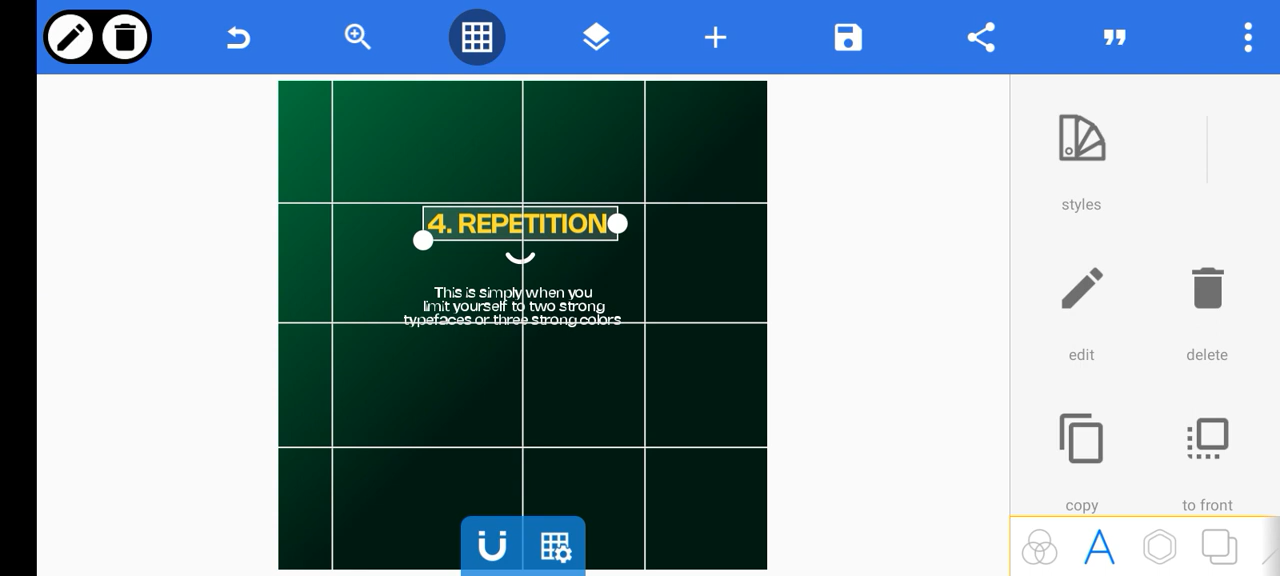 4. REPETITION
This is simply when you
limit yourself to two strong
typefaces or three strong colors
styles
edit
delete
copy
to front